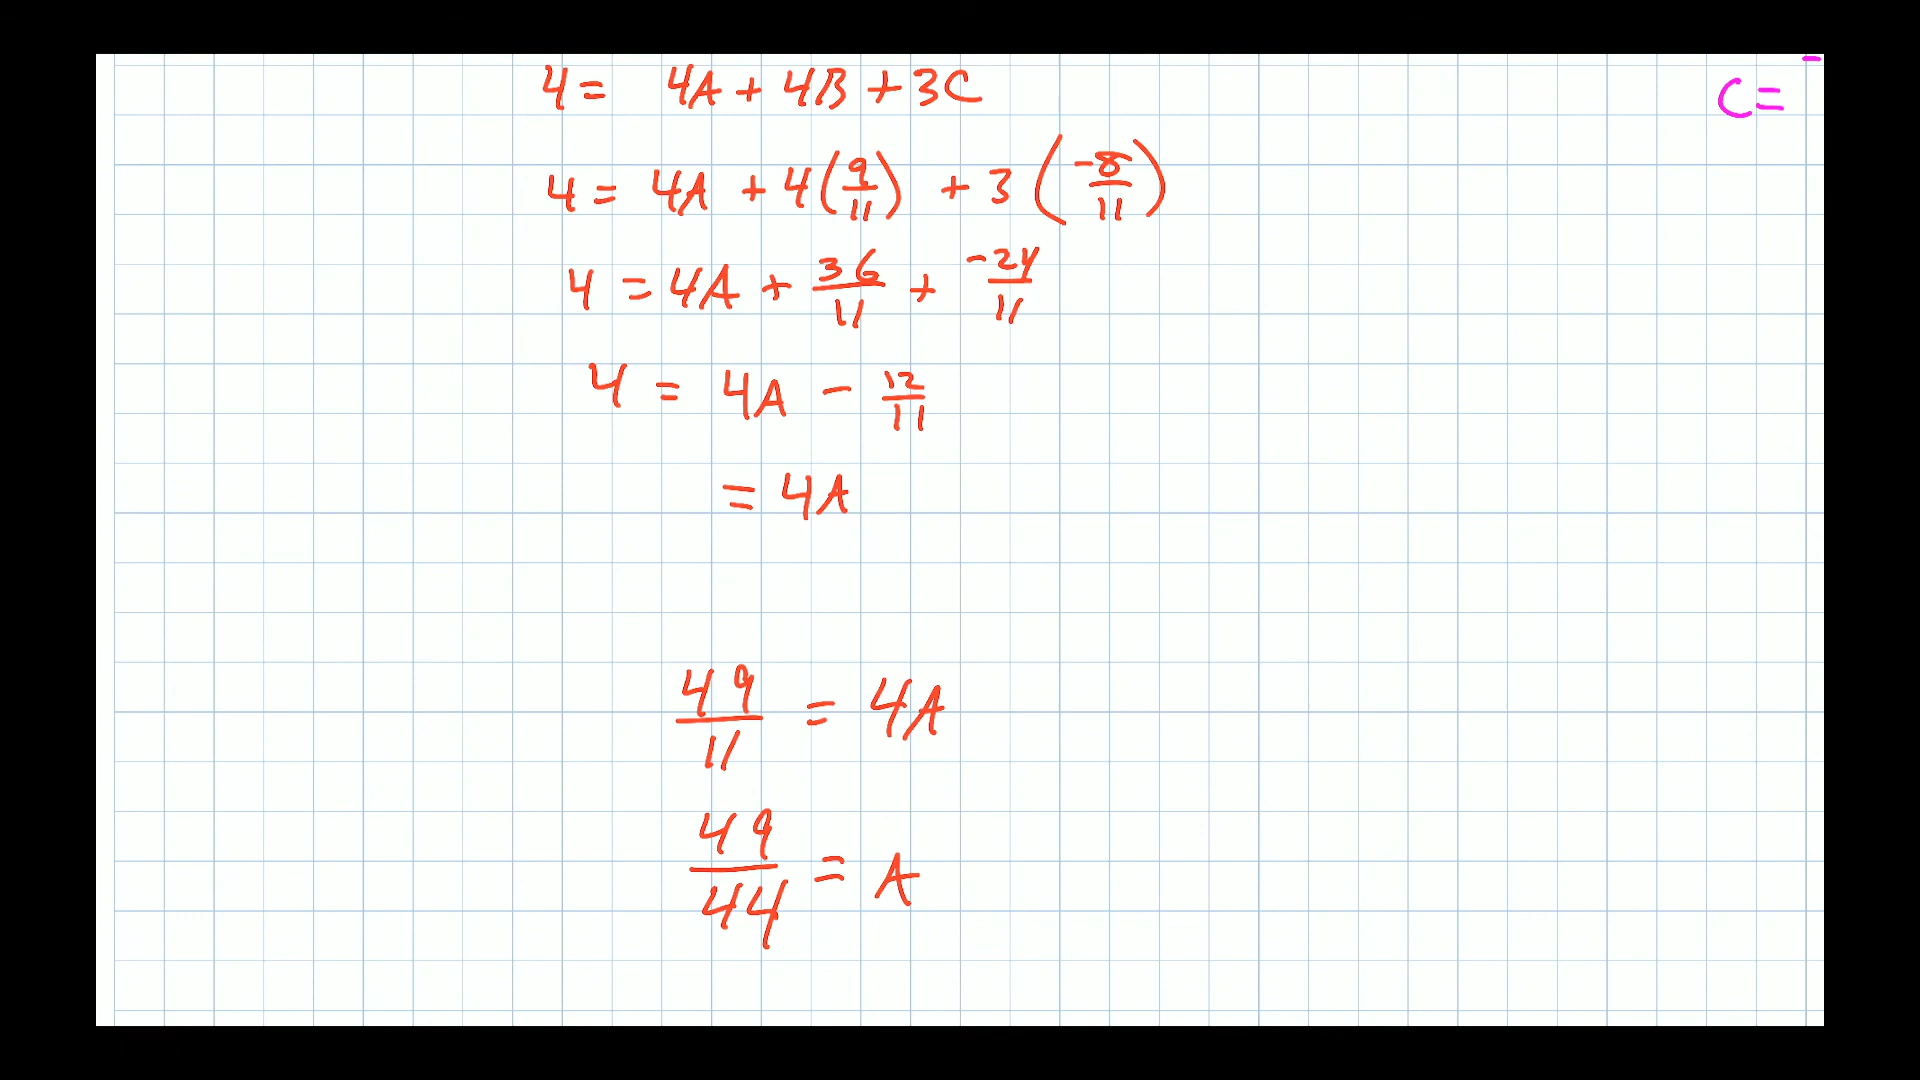 4 = 4A + 4B + 3C
C =
4 = 4A + 4(9/11) + 3(-8/11)
4 = 4A + 36/11 + -24/11
4 = 4A - 12/11
= 4A
49/11 = 4A
49/44 = A